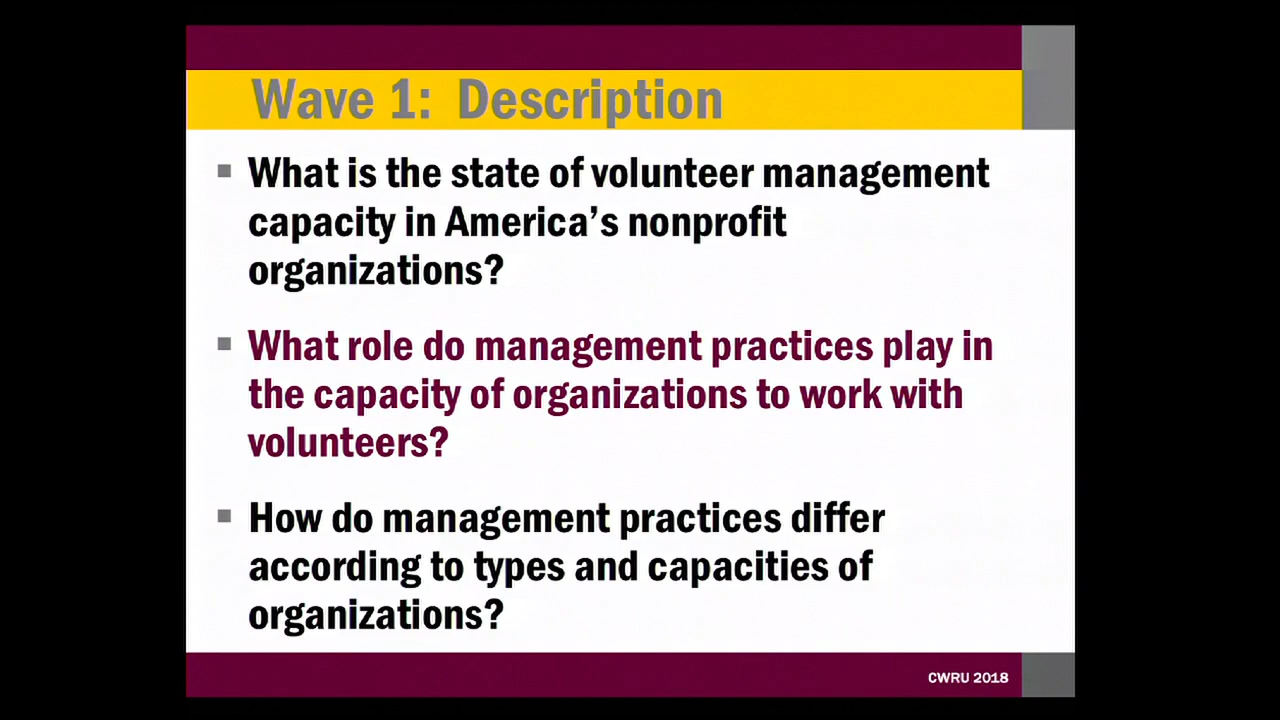 Wave 1: Description
▪ What is the state of volunteer management
capacity in America’s nonprofit
organizations?
▪ What role do management practices play in
the capacity of organizations to work with
volunteers?
▪ How do management practices differ
according to types and capacities of
organizations?
CWRU 2018